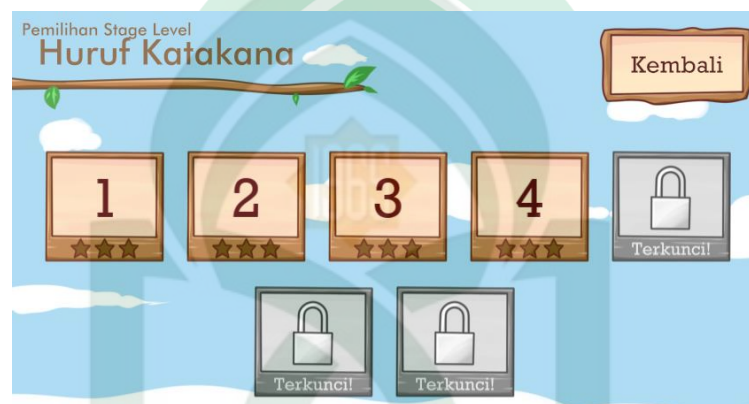 Pemilihan Stage Level
Huruf Katakana
Kembali
1
2
3
4
Terkunci!
Terkunci!
Terkunci!